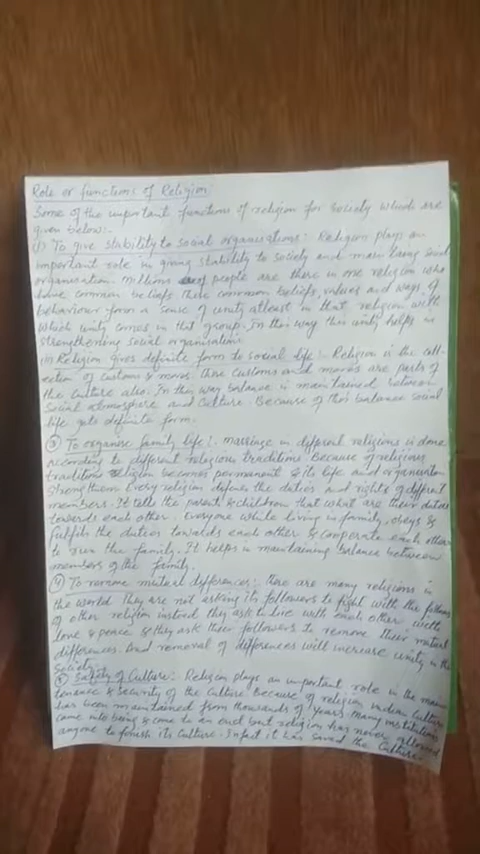 Role or functions of Religion:
Some of the important functions of religion for society which are
given below:-
(i) To give stability to social organisations: Religion plays an
important role in giving stability to society and maintaing social
organisation. Millions of people are there in one religion who
have common beliefs these common beliefs, values and ways of
behaviour form a sense of unity atleast in that religion with
which unity comes in that group. In this way this unity helps in
strengthening social organisation
(ii) Religion gives definite form to social life: Religion is the coll-
ection of customs & mores. These customs and mores are parts of
the culture also. In this way balance is maintained between
social atmosphere and culture. Because of this balance social
life gets definite form.
③ To organise family life: marriage in different religions is done
according to different religious traditions Because of religious
traditions religion becomes permanent & its life and organisation
strengthens Every religion defines the duties and rights of different
members. It tells the parents & children that what are their duties
towards each other. Everyone while living in family, obeys &
fulfils the duties towards each other & cooperate each other
to run the family. It helps in maintaining balance between
members of the family.
④ To remove mutual differences: there are many religions in
the world They are not asking its followers to fight with the followers
of other religion instead they ask to live with each other with
love & peace & they ask their followers to remove their mutual
differences. And removal of differences will increase unity in the
society
⑤ Safety of Culture: Religion plays an important role in the main-
tenance & security of the culture because of religion Indian culture
has been maintained from thousands of years. Many institutions
came into being & come to an end but religion has never allowed
anyone to its culture. Infact it has saved the culture.